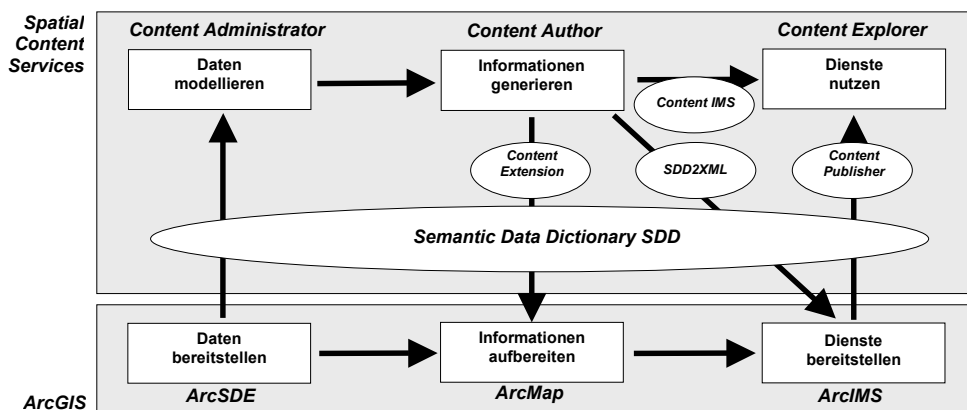 Spatial
Content
Services
Content Administrator
Content Author
Content Explorer
Daten
modellieren
Informationen
generieren
Dienste
nutzen
Content IMS
Content
Extension
SDD2XML
Content
Publisher
Semantic Data Dictionary SDD
Daten
bereitstellen
Informationen
aufbereiten
Dienste
bereitstellen
ArcGIS
ArcSDE
ArcMap
ArcIMS